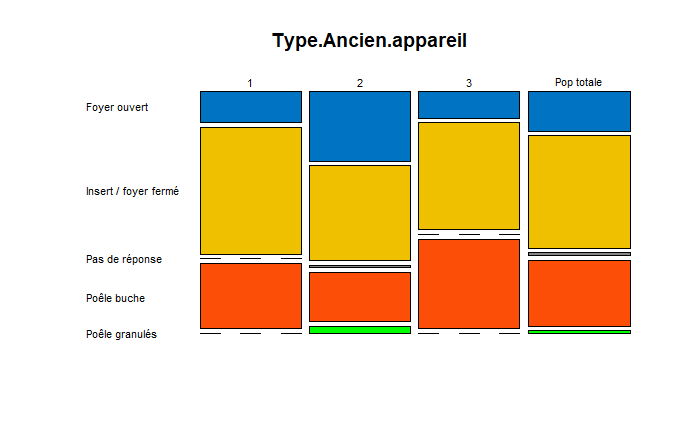 Type.Ancien.appareil
1 2 3 Pop totale
Foyer ouvert
Insert / foyer fermé
Pas de réponse
Poêle buche
Poêle granulés